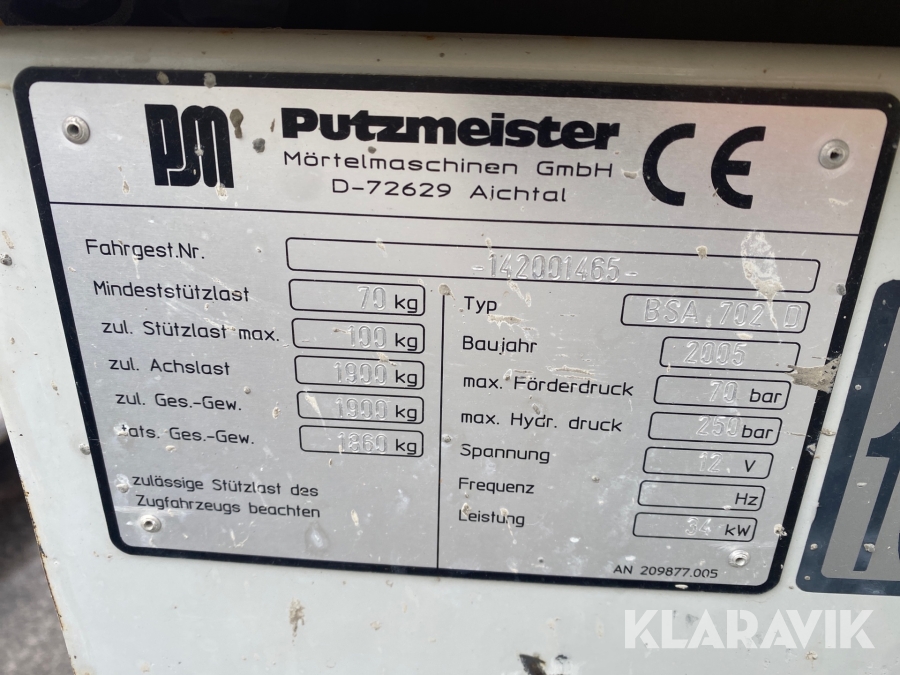 PM Putzmeister CE
Mörtelmaschinen GmbH
D-72629 Aichtal
Fahrgest.Nr. -142001465-
Mindeststützlast 70 kg
zul. Stützlast max. 100 kg
zul. Achslast 1900 kg
zul. Ges.-Gew. 1900 kg
tats. Ges.-Gew. 1860 kg
zulässige Stützlast des
Zugfahrzeugs beachten
Typ BSA 702 D
Baujahr 2005
max. Förderdruck 70 bar
max. Hydr. druck 250 bar
Spannung 12 V
Frequenz Hz
Leistung 34 kW
AN 209877.005
KLARAVIK